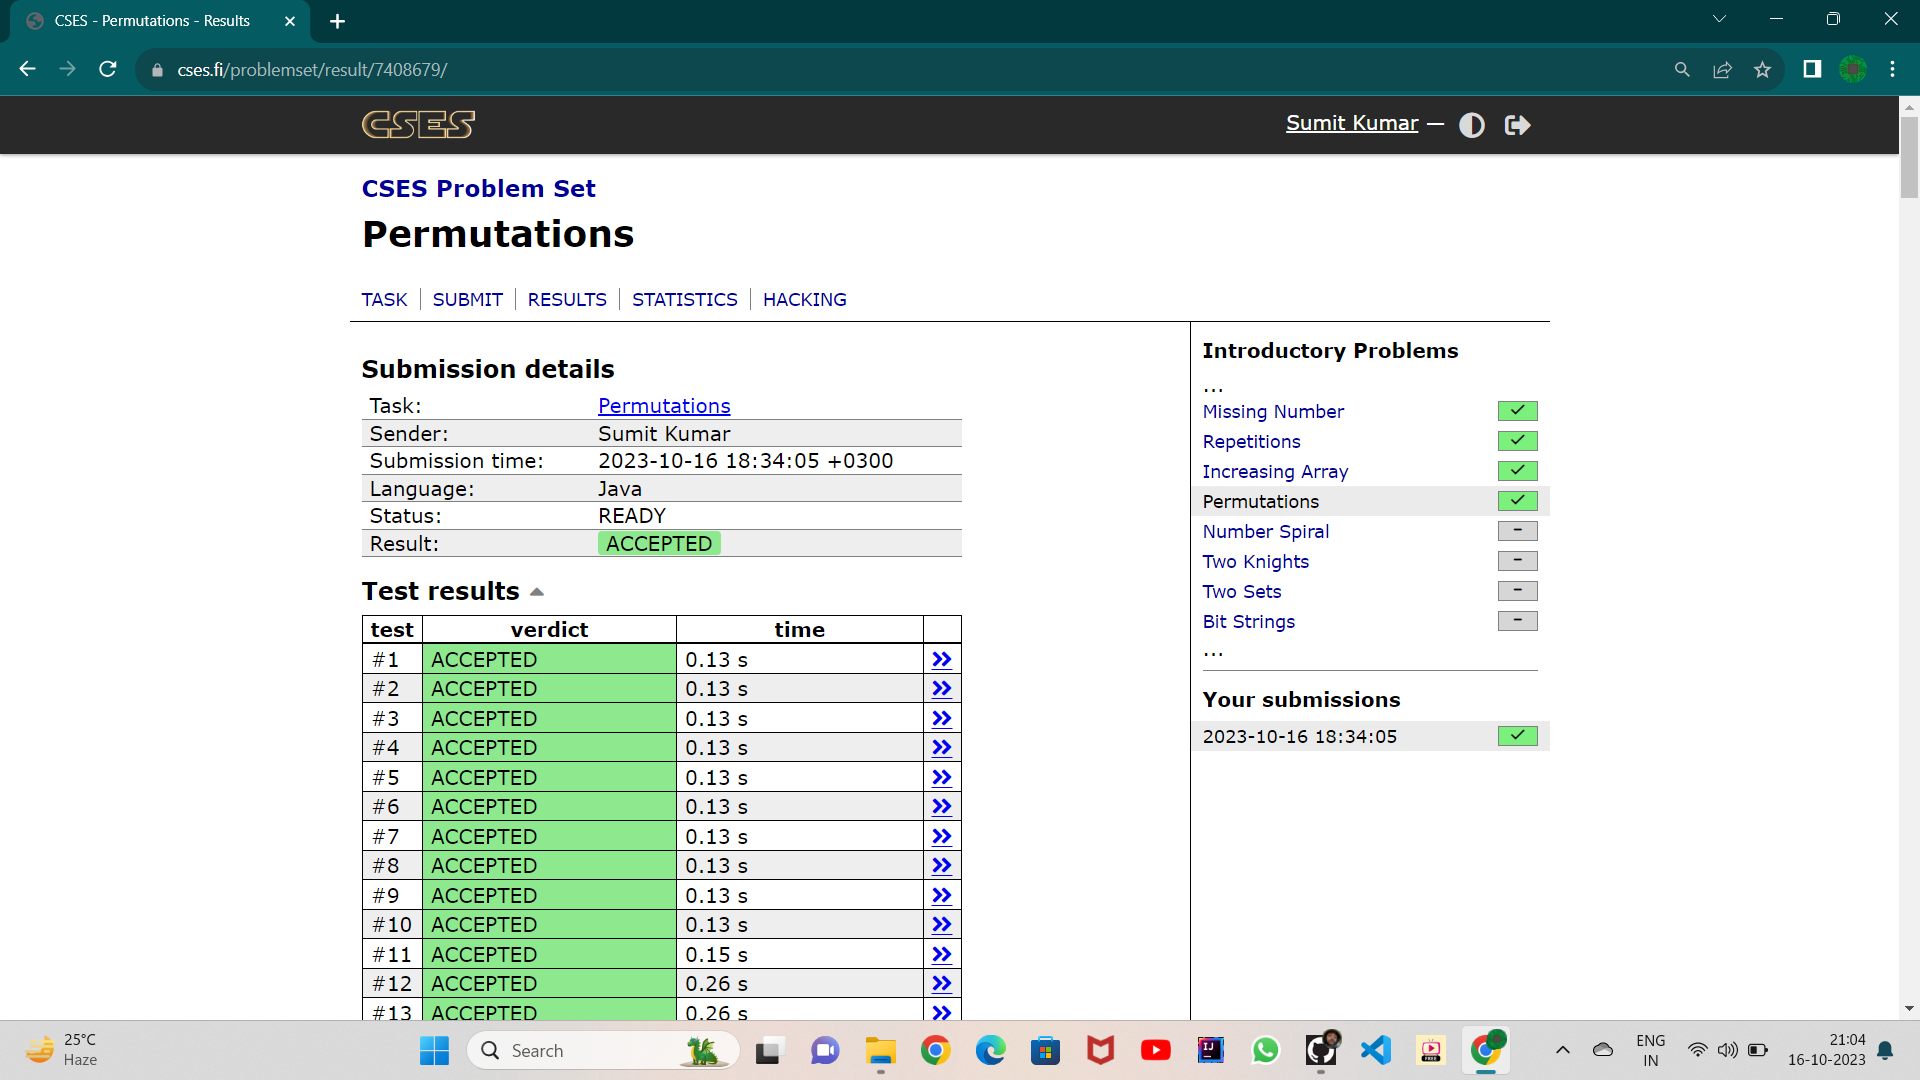 CSES - Permutations - Results
cses.fi/problemset/result/7408679/
CSES
Sumit Kumar —
CSES Problem Set
Permutations
TASK SUBMIT RESULTS STATISTICS HACKING
Submission details
Task: Permutations
Sender: Sumit Kumar
Submission time: 2023-10-16 18:34:05 +0300
Language: Java
Status: READY
Result: ACCEPTED
Test results
test verdict time
#1 ACCEPTED 0.13 s
#2 ACCEPTED 0.13 s
#3 ACCEPTED 0.13 s
#4 ACCEPTED 0.13 s
#5 ACCEPTED 0.13 s
#6 ACCEPTED 0.13 s
#7 ACCEPTED 0.13 s
#8 ACCEPTED 0.13 s
#9 ACCEPTED 0.13 s
#10 ACCEPTED 0.13 s
#11 ACCEPTED 0.15 s
#12 ACCEPTED 0.26 s
#13 ACCEPTED 0.26 s
Introductory Problems
...
Missing Number
Repetitions
Increasing Array
Permutations
Number Spiral -
Two Knights -
Two Sets -
Bit Strings -
...
Your submissions
2023-10-16 18:34:05
25°C
Haze
Search
ENG
IN
21:04
16-10-2023